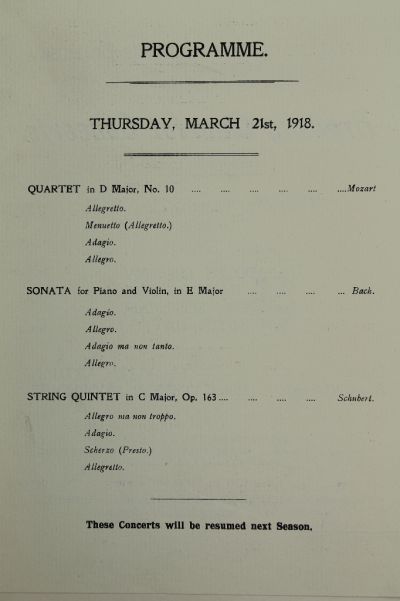 PROGRAMME.
THURSDAY, MARCH 21st, 1918.
QUARTET in D Major, No. 10 .... .... .... .... .... ....Mozart
Allegretto.
Menuetto (Allegretto.)
Adagio.
Allegro.
SONATA for Piano and Violin, in E Major .... .... .... ... Bach.
Adagio.
Allegro.
Adagio ma non tanto.
Allegro.
STRING QUINTET in C Major, Op. 163 .... .... .... .... Schubert.
Allegro ma non troppo.
Adagio.
Scherzo (Presto.)
Allegretto.
These Concerts will be resumed next Season.